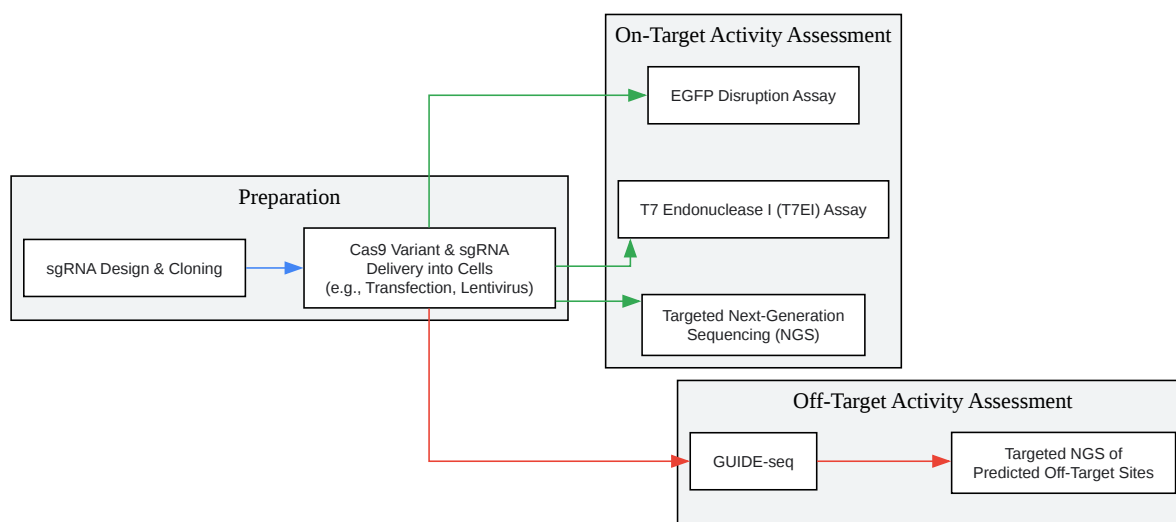 On-Target Activity Assessment
EGFP Disruption Assay
T7 Endonuclease I (T7EI) Assay
Targeted Next-Generation
Sequencing (NGS)
Preparation
sgRNA Design & Cloning
Cas9 Variant & sgRNA
Delivery into Cells
(e.g., Transfection, Lentivirus)
Off-Target Activity Assessment
GUIDE-seq
Targeted NGS of
Predicted Off-Target Sites